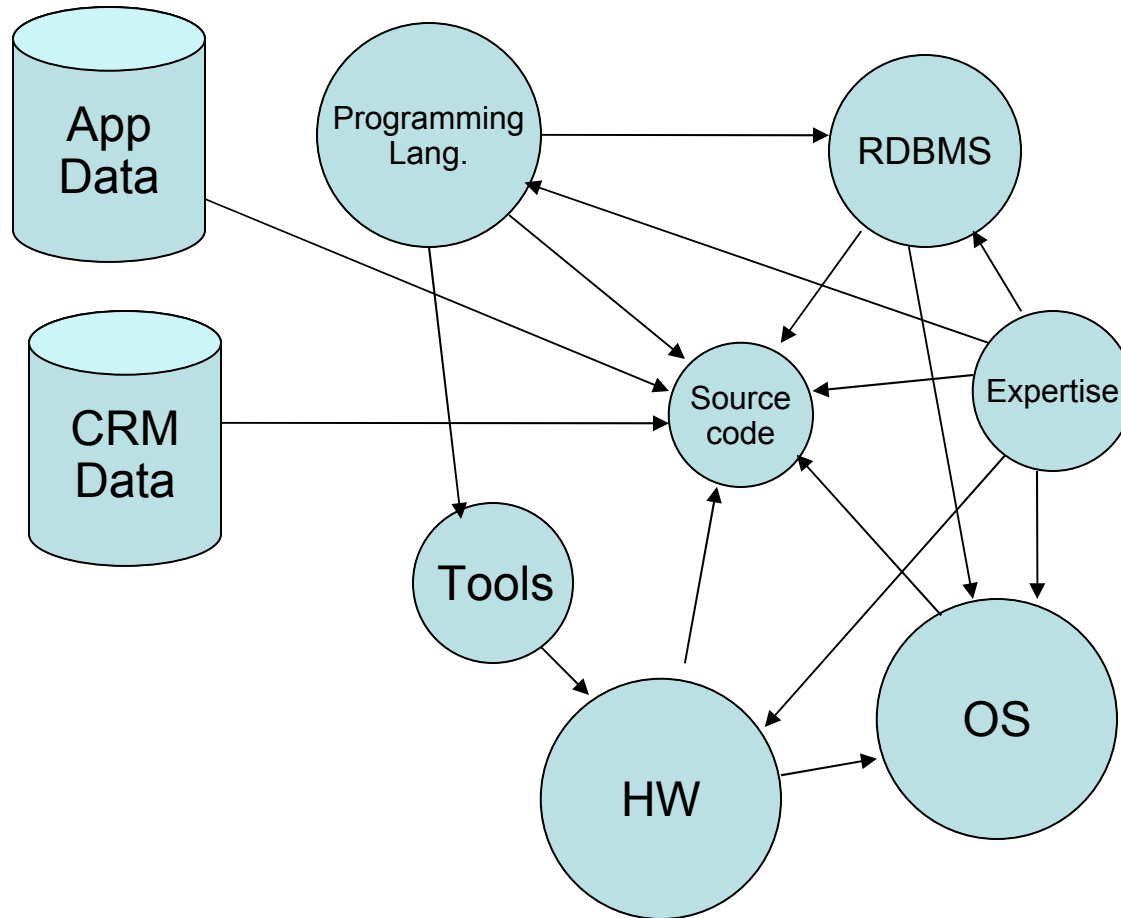 App
Data
Programming
Lang.
RDBMS
CRM
Data
Source
code
Expertise
Tools
HW
OS